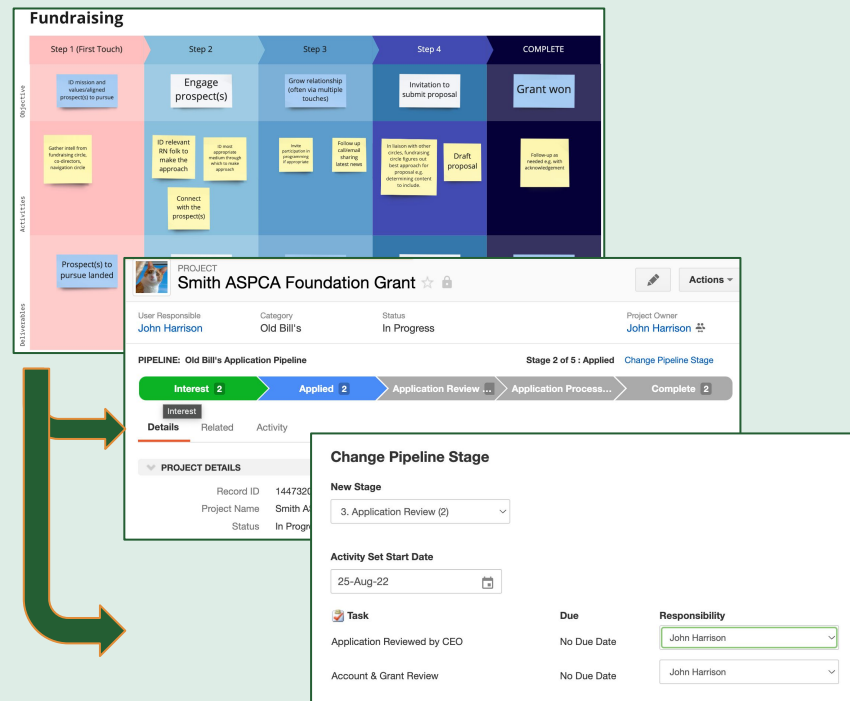 Fundraising
Step 1 (First Touch)
Step 2
Step 3
Step 4
COMPLETE
Objective
ID mission and
values/aligned
prospect(s) to pursue
Engage
prospect(s)
Grow relationship
(often via multiple
touches)
Invitation to
submit proposal
Grant won
Activities
Gather intell from
fundraising circle,
co-directors,
navigation circle
ID relevant
RN folk to
make the
approach
ID most
appropriate
medium through
which to make
approach
Connect
with the
prospect(s)
Invite
participation in
programming
if appropriate
Follow up
call/email
sharing
latest news
In liaison with other
circles, fundraising
circle figures out
best approach for
proposal e.g.
determining content
to include.
Draft
proposal
Follow-up as
needed e.g. with
acknowledgement
Deliverables
Prospect(s) to
pursue landed
PROJECT
Smith ASPCA Foundation Grant
Actions
User Responsible
John Harrison
Category
Old Bill's
Status
In Progress
Project Owner
John Harrison
PIPELINE: Old Bill's Application Pipeline
Stage 2 of 5 : Applied
Change Pipeline Stage
Interest 2
Applied 2
Application Review ...
Application Process...
Complete 2
Interest
Details
Related
Activity
PROJECT DETAILS
Record ID 1447320
Project Name Smith AS
Status In Progr
Change Pipeline Stage
New Stage
3. Application Review (2)
Activity Set Start Date
25-Aug-22
Task
Due
Responsibility
Application Reviewed by CEO
No Due Date
John Harrison
Account & Grant Review
No Due Date
John Harrison